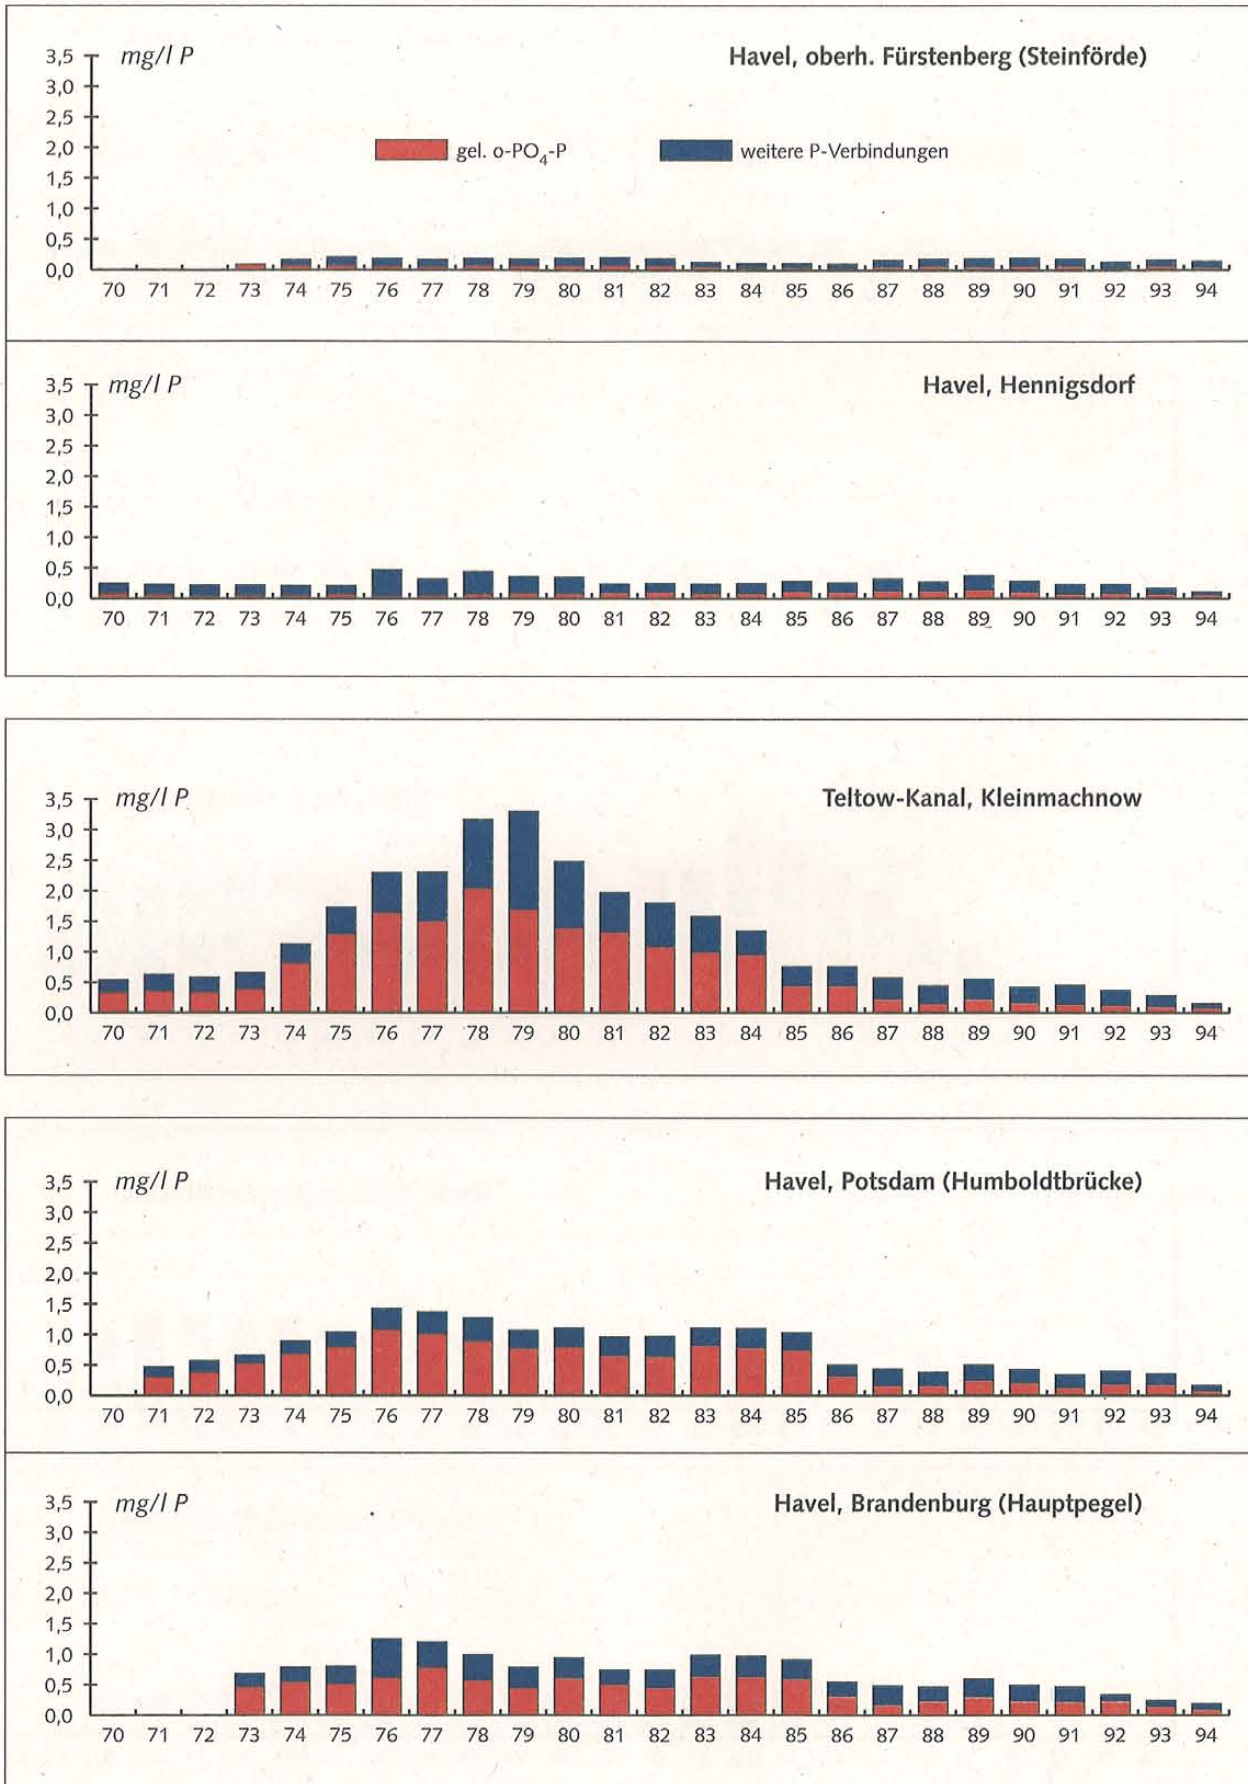 mg/l P
Havel, oberh. Fürstenberg (Steinförde)
3,5
3,0
2,5
2,0
1,5
1,0
0,5
0,0
gel. o-PO4-P
weitere P-Verbindungen
70 71 72 73 74 75 76 77 78 79 80 81 82 83 84 85 86 87 88 89 90 91 92 93 94
mg/l P
Havel, Hennigsdorf
3,5
3,0
2,5
2,0
1,5
1,0
0,5
0,0
70 71 72 73 74 75 76 77 78 79 80 81 82 83 84 85 86 87 88 89 90 91 92 93 94
mg/l P
Teltow-Kanal, Kleinmachnow
3,5
3,0
2,5
2,0
1,5
1,0
0,5
0,0
70 71 72 73 74 75 76 77 78 79 80 81 82 83 84 85 86 87 88 89 90 91 92 93 94
mg/l P
Havel, Potsdam (Humboldtbrücke)
3,5
3,0
2,5
2,0
1,5
1,0
0,5
0,0
70 71 72 73 74 75 76 77 78 79 80 81 82 83 84 85 86 87 88 89 90 91 92 93 94
mg/l P
Havel, Brandenburg (Hauptpegel)
3,5
3,0
2,5
2,0
1,5
1,0
0,5
0,0
70 71 72 73 74 75 76 77 78 79 80 81 82 83 84 85 86 87 88 89 90 91 92 93 94